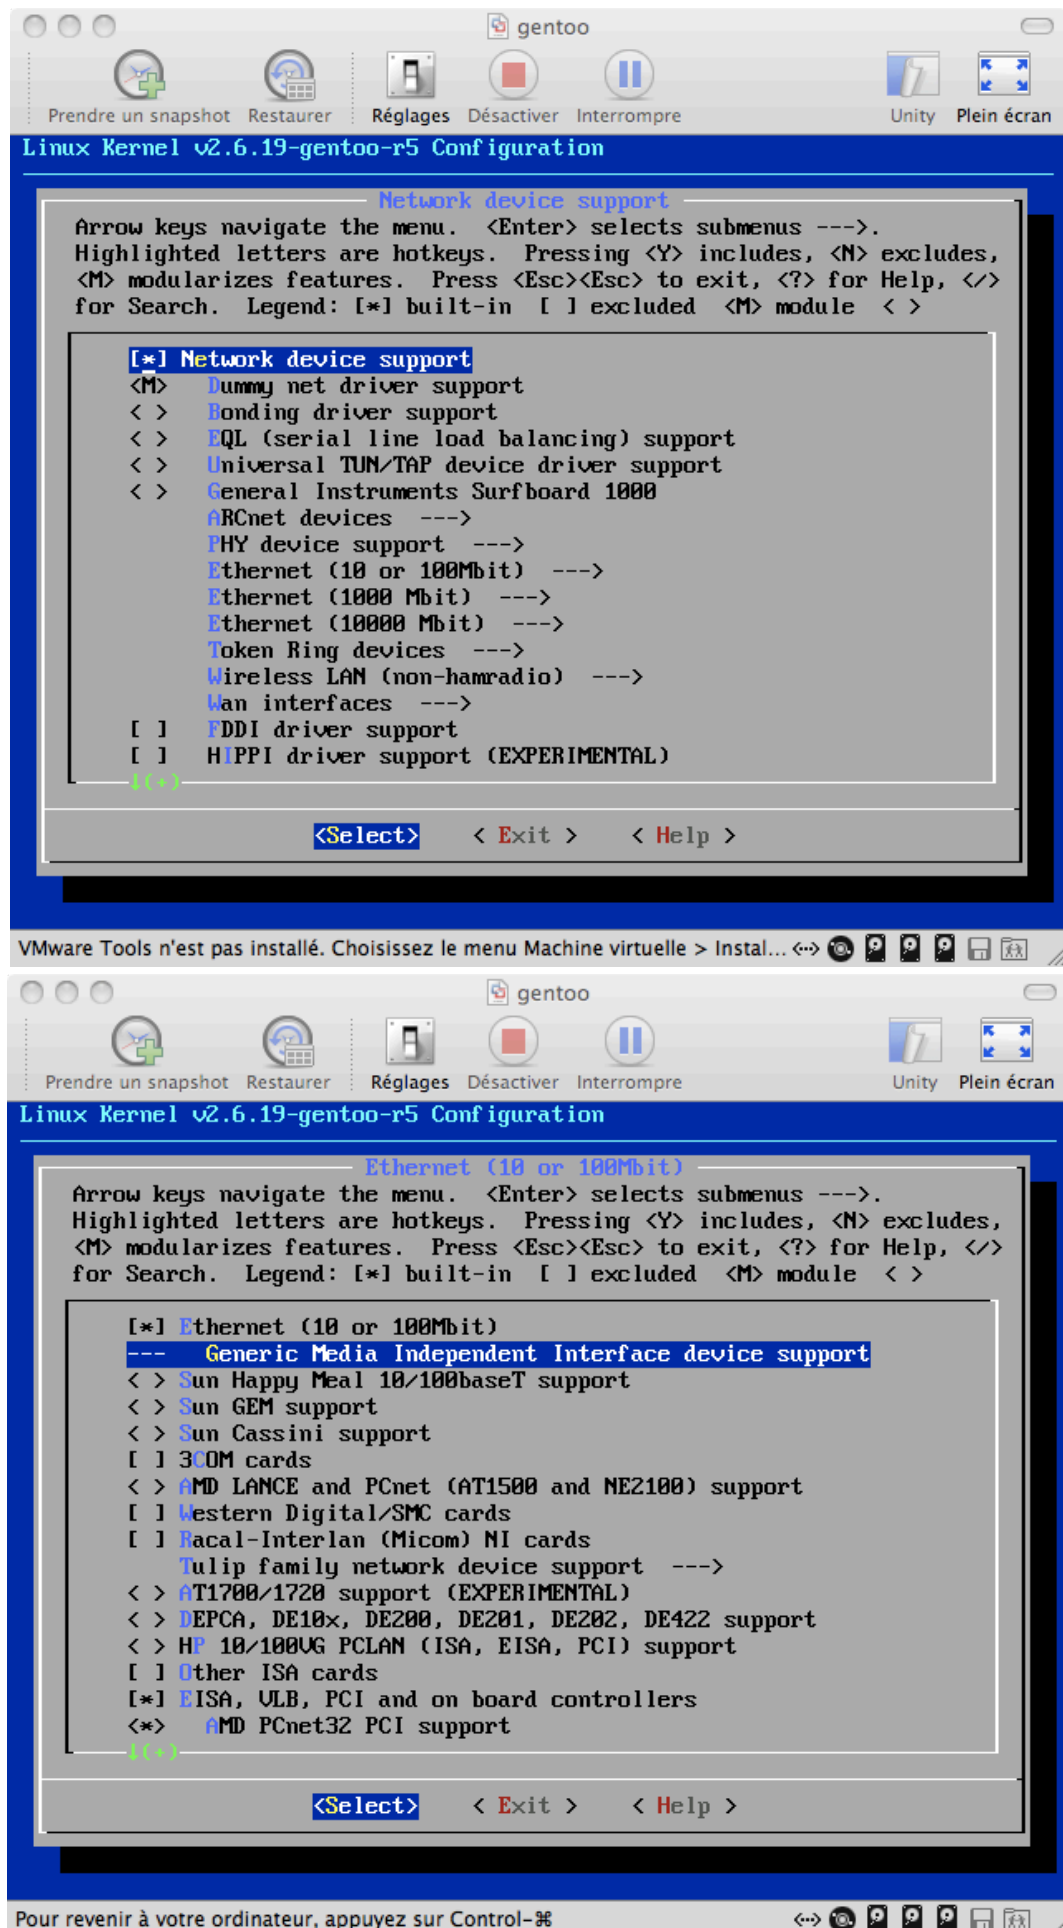 gentoo
Prendre un snapshot Restaurer Réglages Désactiver Interrompre Unity Plein écran
Linux Kernel v2.6.19-gentoo-r5 Configuration
Network device support
Arrow keys navigate the menu.  <Enter> selects submenus --->.
Highlighted letters are hotkeys.  Pressing <Y> includes, <N> excludes,
<M> modularizes features.  Press <Esc><Esc> to exit, <?> for Help, </>
for Search.  Legend: [*] built-in  [ ] excluded  <M> module  < >
[*] Network device support
<M>   Dummy net driver support
< >   Bonding driver support
< >   EQL (serial line load balancing) support
< >   Universal TUN/TAP device driver support
< >   General Instruments Surfboard 1000
ARCnet devices  --->
PHY device support  --->
Ethernet (10 or 100Mbit)  --->
Ethernet (1000 Mbit)  --->
Ethernet (10000 Mbit)  --->
Token Ring devices  --->
Wireless LAN (non-hamradio)  --->
Wan interfaces  --->
[ ]   FDDI driver support
[ ]   HIPPI driver support (EXPERIMENTAL)
↓(+)
<Select>    < Exit >    < Help >
VMware Tools n'est pas installé. Choisissez le menu Machine virtuelle > Instal...
gentoo
Prendre un snapshot Restaurer Réglages Désactiver Interrompre Unity Plein écran
Linux Kernel v2.6.19-gentoo-r5 Configuration
Ethernet (10 or 100Mbit)
Arrow keys navigate the menu.  <Enter> selects submenus --->.
Highlighted letters are hotkeys.  Pressing <Y> includes, <N> excludes,
<M> modularizes features.  Press <Esc><Esc> to exit, <?> for Help, </>
for Search.  Legend: [*] built-in  [ ] excluded  <M> module  < >
[*] Ethernet (10 or 100Mbit)
---   Generic Media Independent Interface device support
< > Sun Happy Meal 10/100baseT support
< > Sun GEM support
< > Sun Cassini support
[ ] 3COM cards
< > AMD LANCE and PCnet (AT1500 and NE2100) support
[ ] Western Digital/SMC cards
[ ] Racal-Interlan (Micom) NI cards
Tulip family network device support  --->
< > AT1700/1720 support (EXPERIMENTAL)
< > DEPCA, DE10x, DE200, DE201, DE202, DE422 support
< > HP 10/100VG PCLAN (ISA, EISA, PCI) support
[ ] Other ISA cards
[*] EISA, VLB, PCI and on board controllers
<*>   AMD PCnet32 PCI support
↓(+)
<Select>    < Exit >    < Help >
Pour revenir à votre ordinateur, appuyez sur Control-⌘